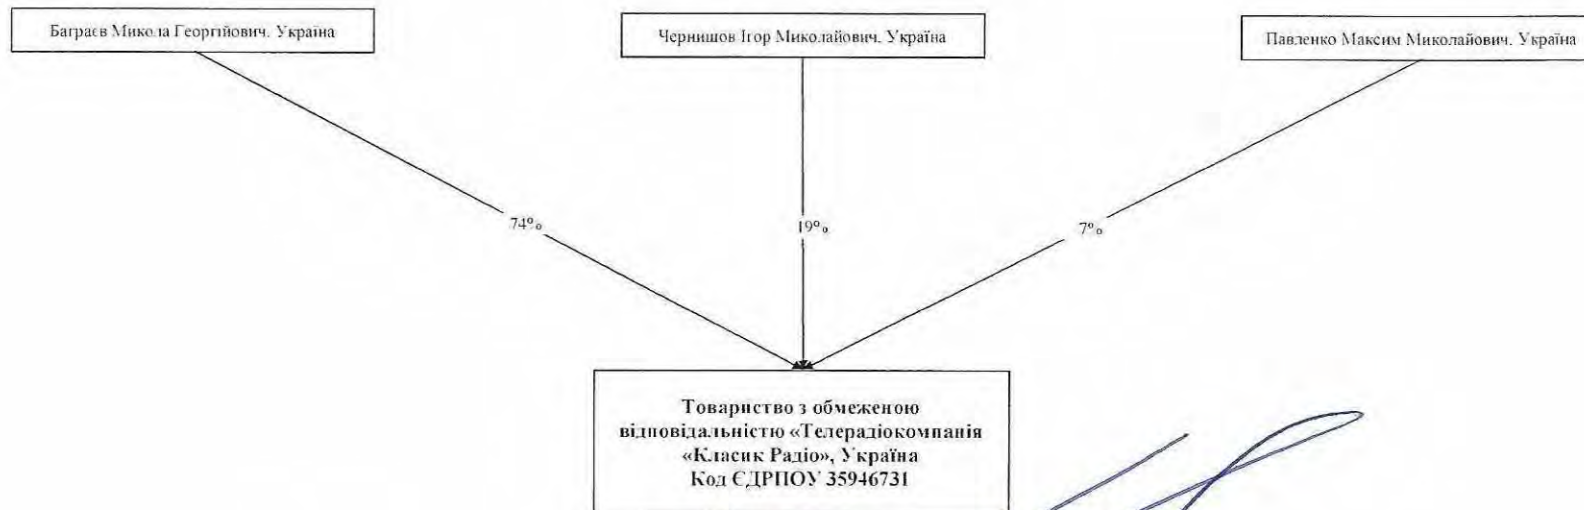 Баграєв Микола Георгійович. Україна
Чернишов Ігор Миколайович. Україна
Павленко Максим Миколайович. Україна
74%
19%
7%
Товариство з обмеженою
відповідальністю «Телерадіокомпанія
«Класик Радіо», Україна
Код ЄДРПОУ 35946731